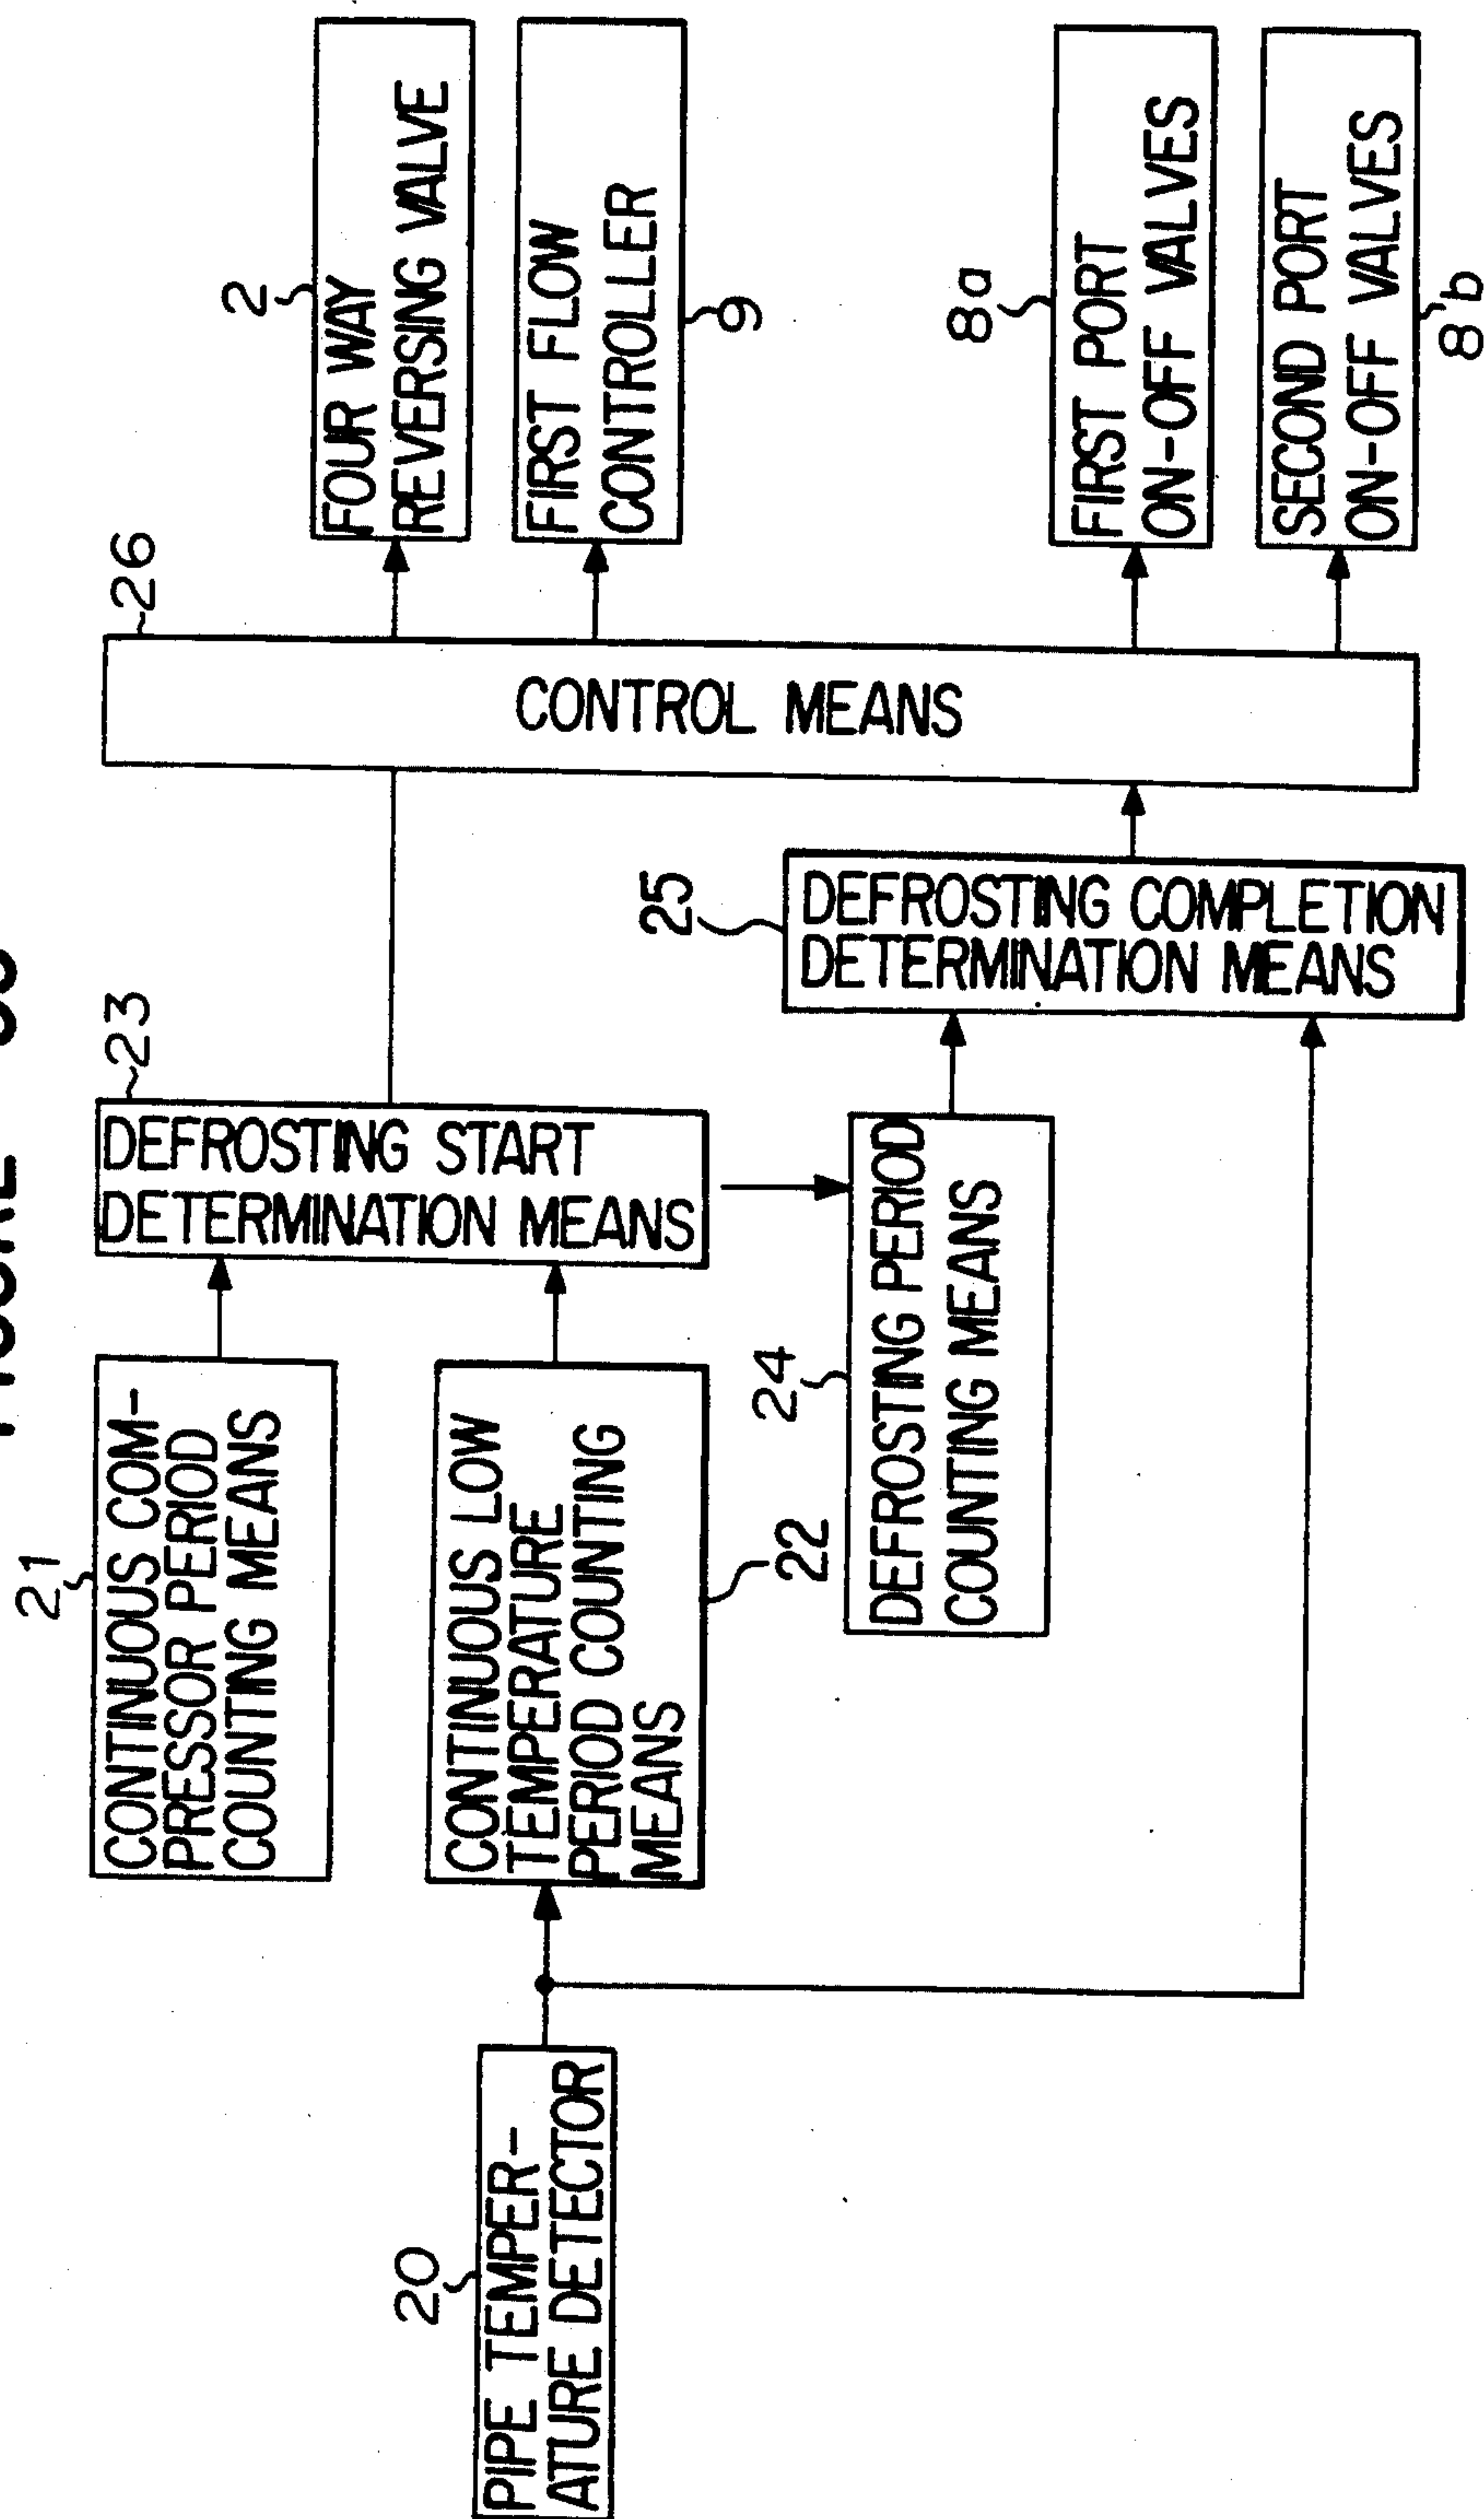 20
PIPE TEMPER-
ATURE DETECTOR
21
CONTINUOUS COM-
PRESSOR PERIOD
COUNTING MEANS
CONTINUOUS LOW
TEMPERATURE
PERIOD COUNTING
MEANS
22
23
DEFROSTING START
DETERMINATION MEANS
24
DEFROSTING PERIOD
COUNTING MEANS
25
DEFROSTING COMPLETION
DETERMINATION MEANS
26
CONTROL MEANS
2
FOUR WAY
REVERSING VALVE
FIRST FLOW
CONTROLLER
9
8a
FIRST PORT
ON-OFF VALVES
SECOND PORT
ON-OFF VALVES
8b